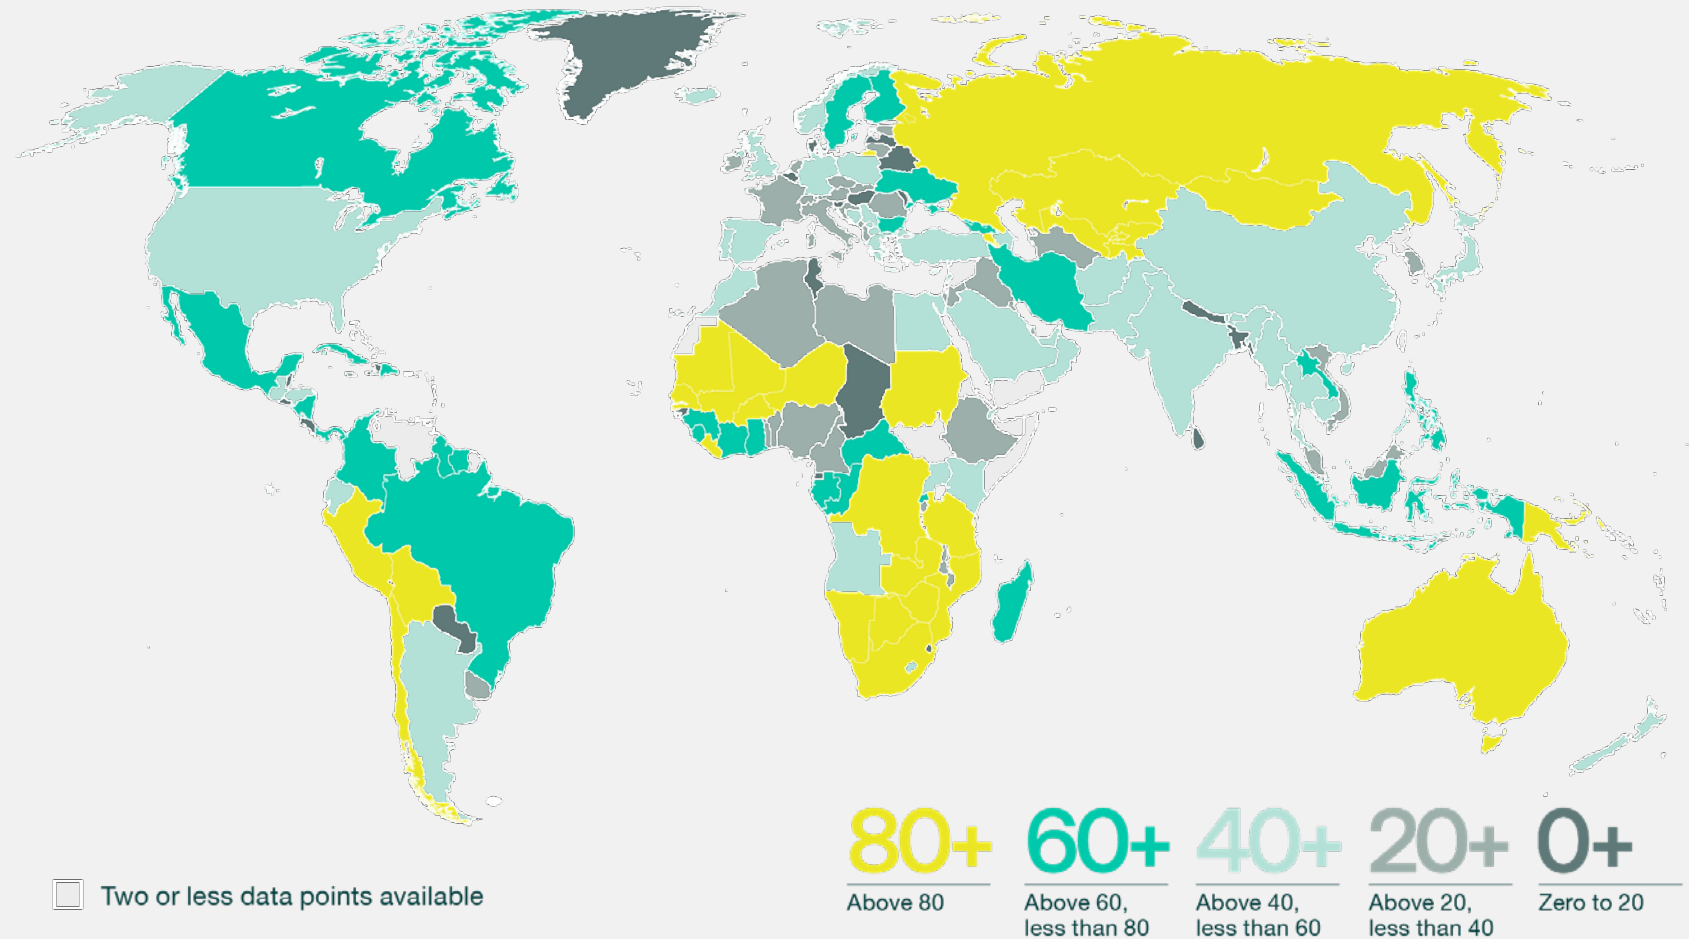 80+ 60+ 40+ 20+ 0+
Above 80
Above 60,
less than 80
Above 40,
less than 60
Above 20,
less than 40
Zero to 20
Two or less data points available